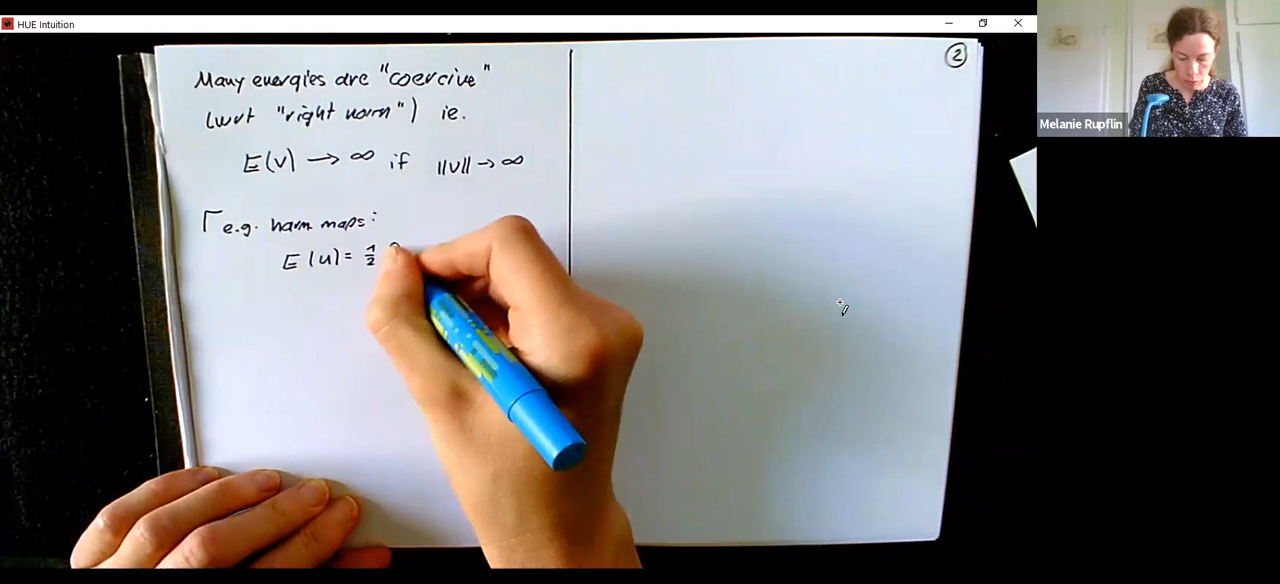 HUE Intuition
Many energies are "coercive"
(wrt "right norm") ie.
E(v) → ∞ if ||v|| → ∞
e.g. harm maps:
E(u) = 1/2
2
Melanie Rupflin